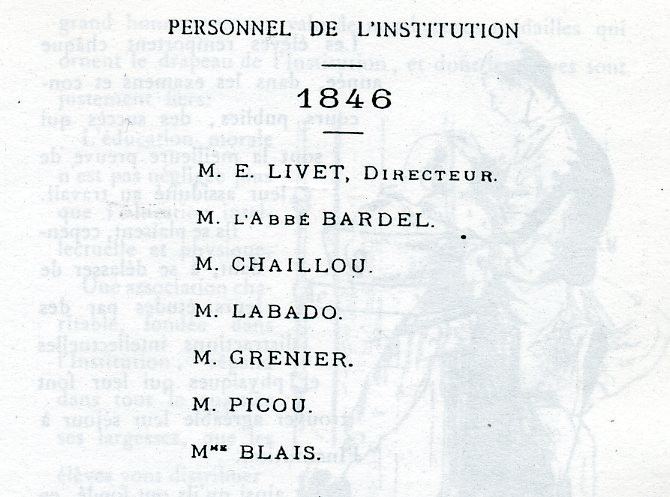 PERSONNEL DE L'INSTITUTION
1846
M. E. LIVET, DIRECTEUR.
M. L'ABBÉ BARDEL.
M. CHAILLOU.
M. LABADO.
M. GRENIER.
M. PICOU.
MME BLAIS.